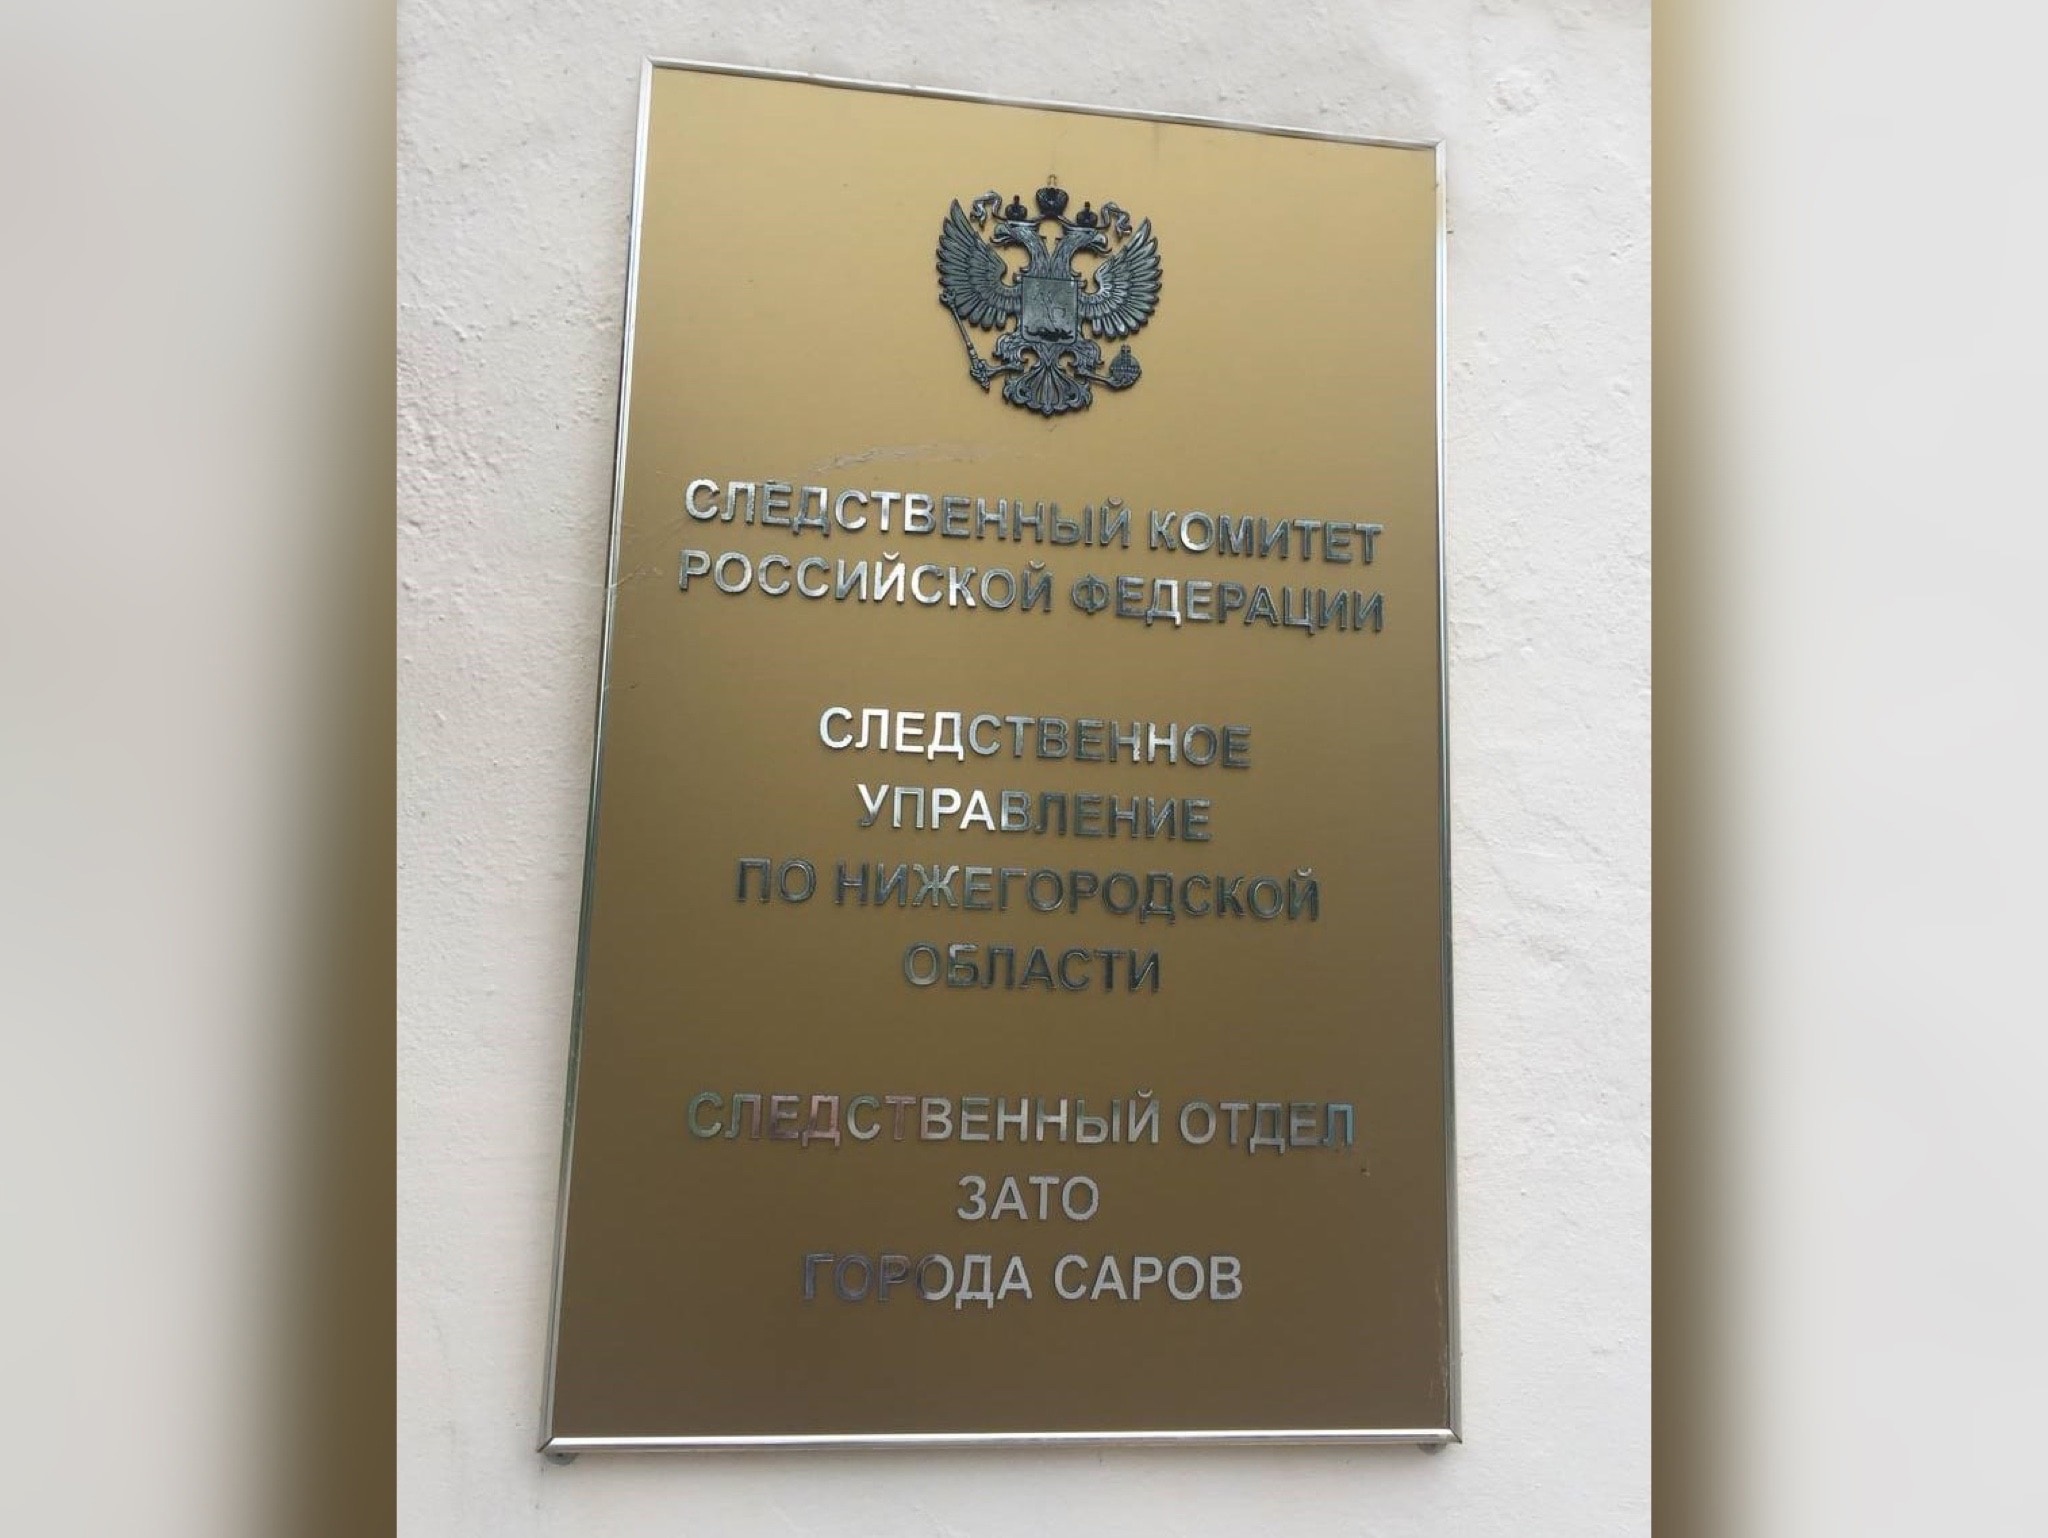 СЛЕДСТВЕННЫЙ КОМИТЕТ
РОССИЙСКОЙ ФЕДЕРАЦИИ
СЛЕДСТВЕННОЕ
УПРАВЛЕНИЕ
ПО НИЖЕГОРОДСКОЙ
ОБЛАСТИ
СЛЕДСТВЕННЫЙ ОТДЕЛ
ЗАТО
ГОРОДА САРОВ